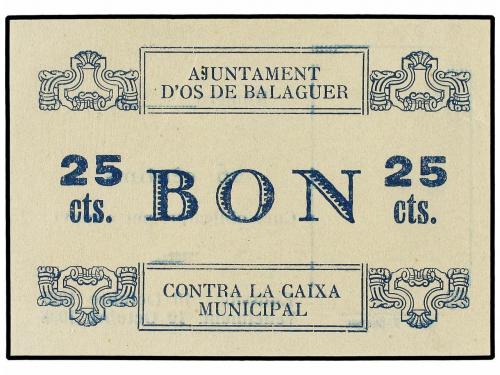 AJUNTAMENT
D'OS DE BALAGUER
25 cts.
BON
25 cts.
CONTRA LA CAIXA
MUNICIPAL